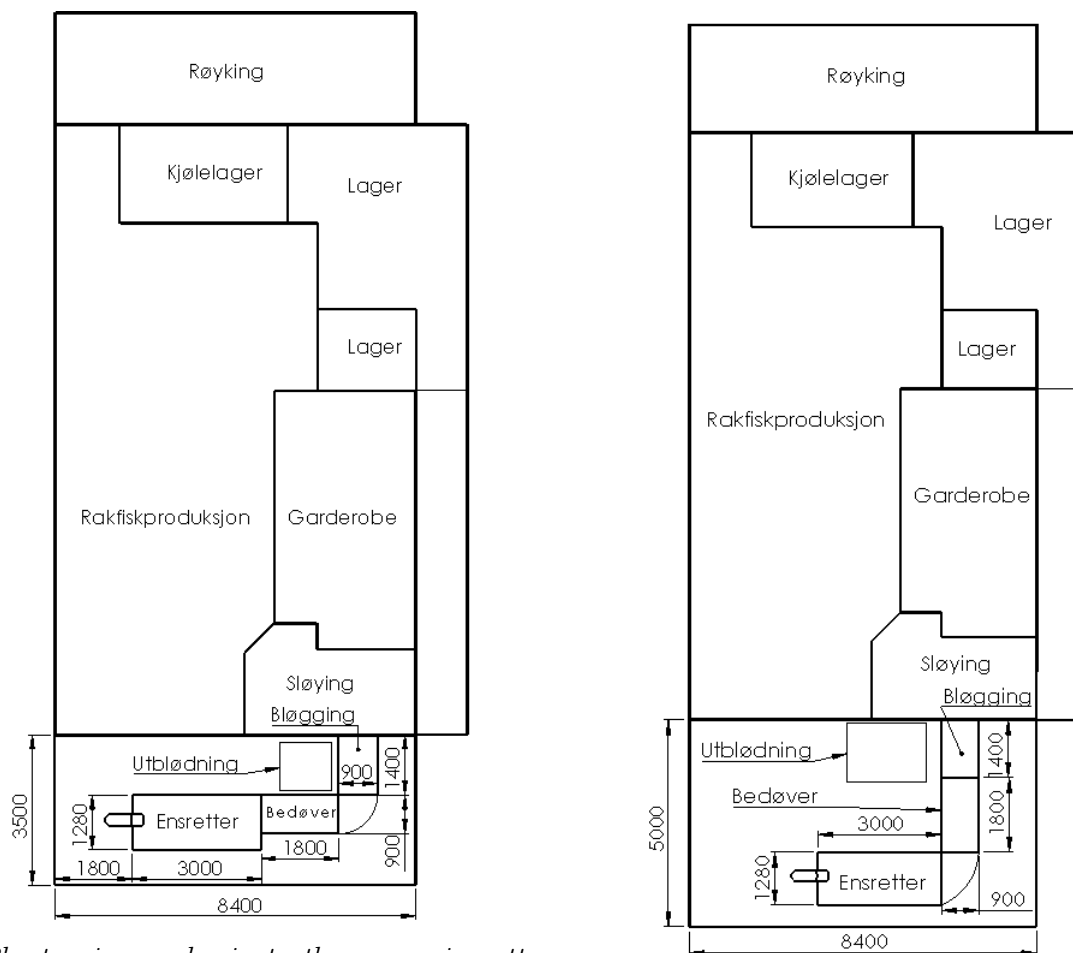 Røyking
Kjølelager
Lager
Lager
Rakfiskproduksjon
Garderobe
Sløying
Bløgging
Utblødning
900
1400
3500
1280
Ensretter
Bedøver
900
1800
1800
3000
8400
Røyking
Kjølelager
Lager
Lager
Rakfiskproduksjon
Garderobe
Sløying
Bløgging
Utblødning
1400
Bedøver
5000
3000
1800
1280
Ensretter
900
8400